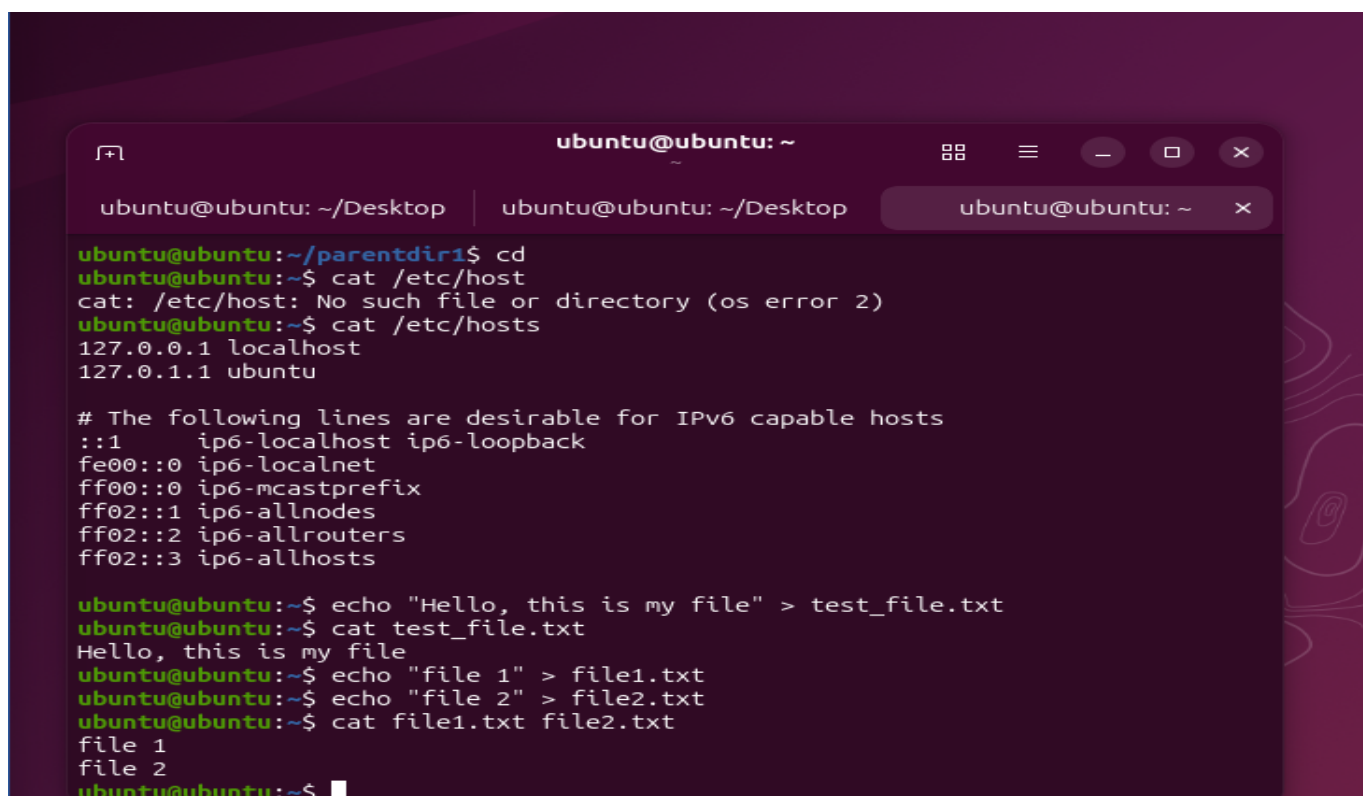 ubuntu@ubuntu: ~
~
ubuntu@ubuntu: ~/Desktop ubuntu@ubuntu: ~/Desktop ubuntu@ubuntu: ~
ubuntu@ubuntu:~/parentdir1$ cd
ubuntu@ubuntu:~$ cat /etc/host
cat: /etc/host: No such file or directory (os error 2)
ubuntu@ubuntu:~$ cat /etc/hosts
127.0.0.1 localhost
127.0.1.1 ubuntu
# The following lines are desirable for IPv6 capable hosts
::1     ip6-localhost ip6-loopback
fe00::0 ip6-localnet
ff00::0 ip6-mcastprefix
ff02::1 ip6-allnodes
ff02::2 ip6-allrouters
ff02::3 ip6-allhosts
ubuntu@ubuntu:~$ echo "Hello, this is my file" > test_file.txt
ubuntu@ubuntu:~$ cat test_file.txt
Hello, this is my file
ubuntu@ubuntu:~$ echo "file 1" > file1.txt
ubuntu@ubuntu:~$ echo "file 2" > file2.txt
ubuntu@ubuntu:~$ cat file1.txt file2.txt
file 1
file 2
ubuntu@ubuntu:~$